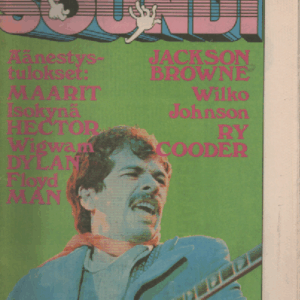 SOUNDI
Äänestys-
tulokset:
MAARIT
Isokynä
HECTOR
Wigwam
DYLAN
Floyd
MAN
JACKSON
BROWNE
Wilko
Johnson
RY
COODER